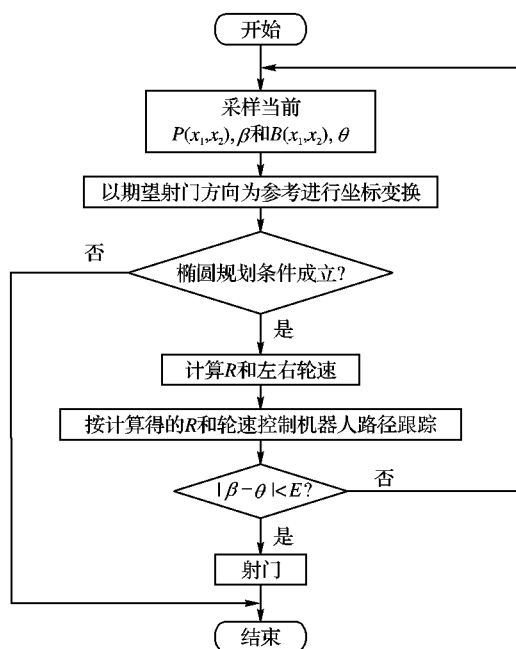 开始
采样当前
P(x₁,x₂),β和B(x₁,x₂),θ
以期望射门方向为参考进行坐标变换
否
椭圆规划条件成立?
是
计算R和左右轮速
按计算得的R和轮速控制机器人路径跟踪
|β-θ|<E?
否
是
射门
结束